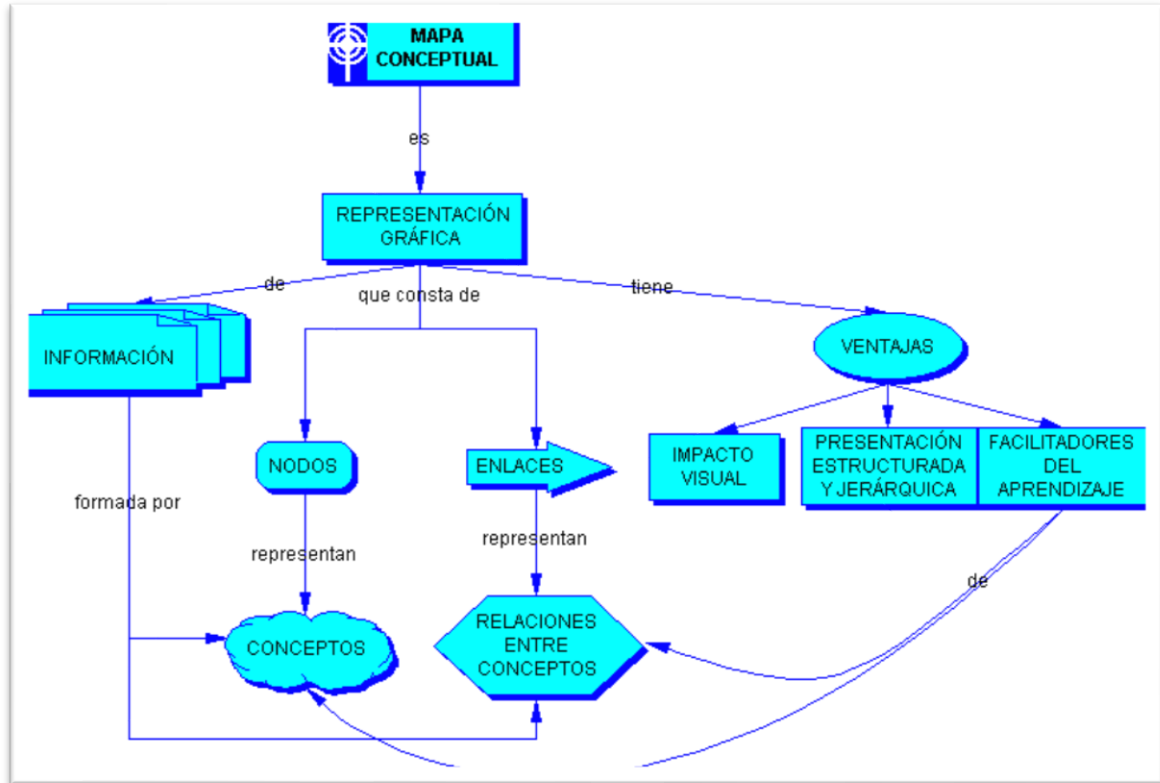 MAPA
CONCEPTUAL
es
REPRESENTACIÓN
GRÁFICA
de
que consta de
tiene
INFORMACIÓN
VENTAJAS
NODOS
ENLACES
IMPACTO
VISUAL
PRESENTACIÓN
ESTRUCTURADA
Y JERÁRQUICA
FACILITADORES
DEL
APRENDIZAJE
formada por
representan
representan
de
CONCEPTOS
RELACIONES
ENTRE
CONCEPTOS